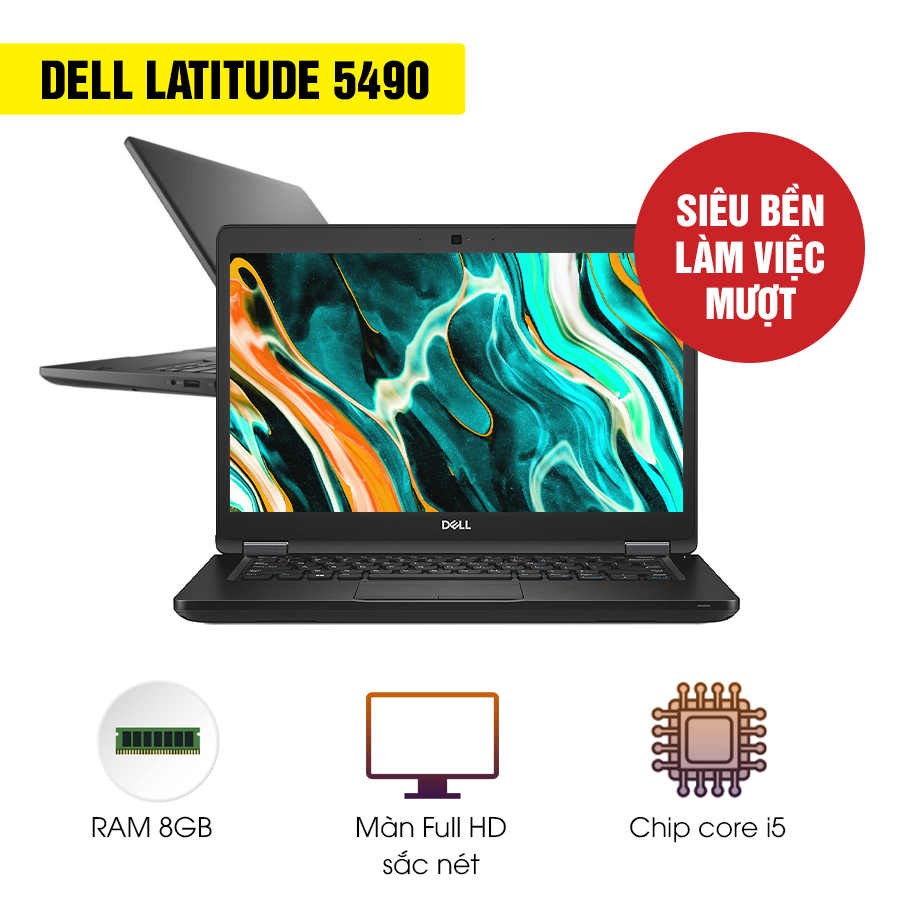 DELL LATITUDE 5490
SIÊU BỀN
LÀM VIỆC
MƯỢT
DELL
RAM 8GB
Màn Full HD
sắc nét
Chip core i5